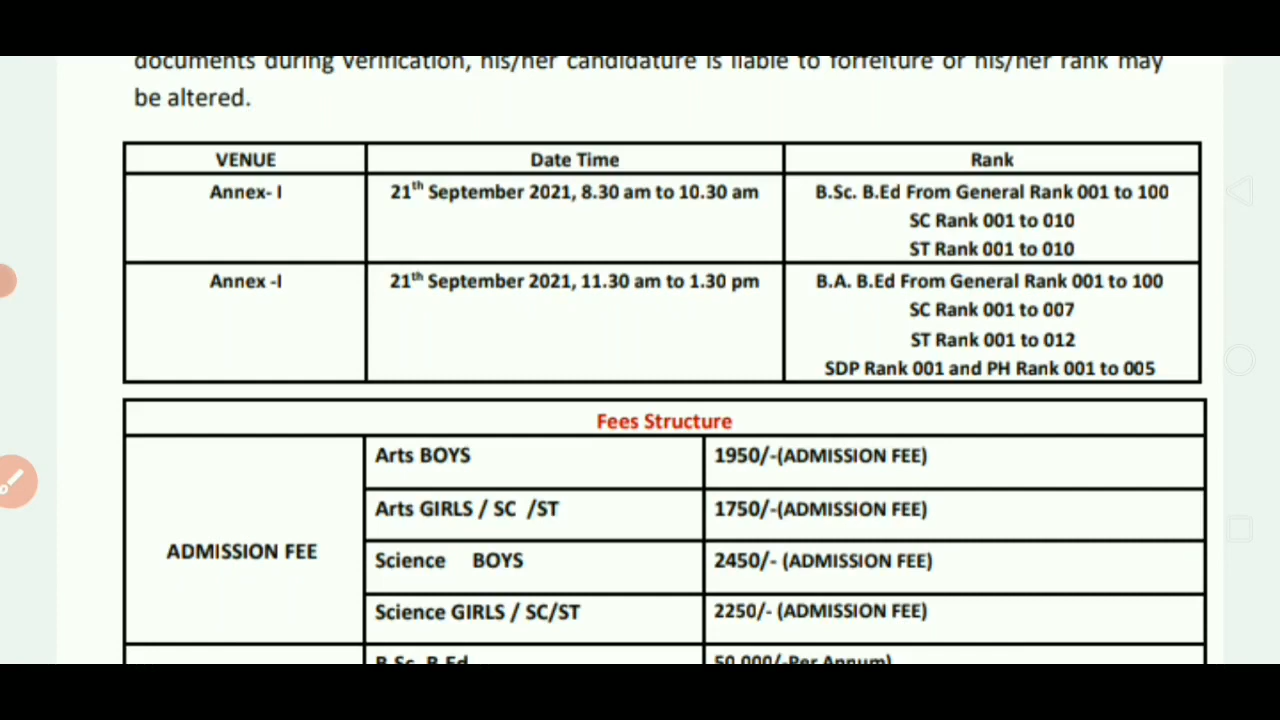 documents during verification, his/her candidature is liable to forfeiture or his/her rank may
be altered.
VENUE Date Time Rank
Annex- I 21th September 2021, 8.30 am to 10.30 am B.Sc. B.Ed From General Rank 001 to 100
SC Rank 001 to 010
ST Rank 001 to 010
Annex -I 21th September 2021, 11.30 am to 1.30 pm B.A. B.Ed From General Rank 001 to 100
SC Rank 001 to 007
ST Rank 001 to 012
SDP Rank 001 and PH Rank 001 to 005
Fees Structure
Arts BOYS 1950/-(ADMISSION FEE)
Arts GIRLS / SC /ST 1750/-(ADMISSION FEE)
ADMISSION FEE
Science BOYS 2450/- (ADMISSION FEE)
Science GIRLS / SC/ST 2250/- (ADMISSION FEE)
B.Sc. B.Ed 50,000/-Per Annum)